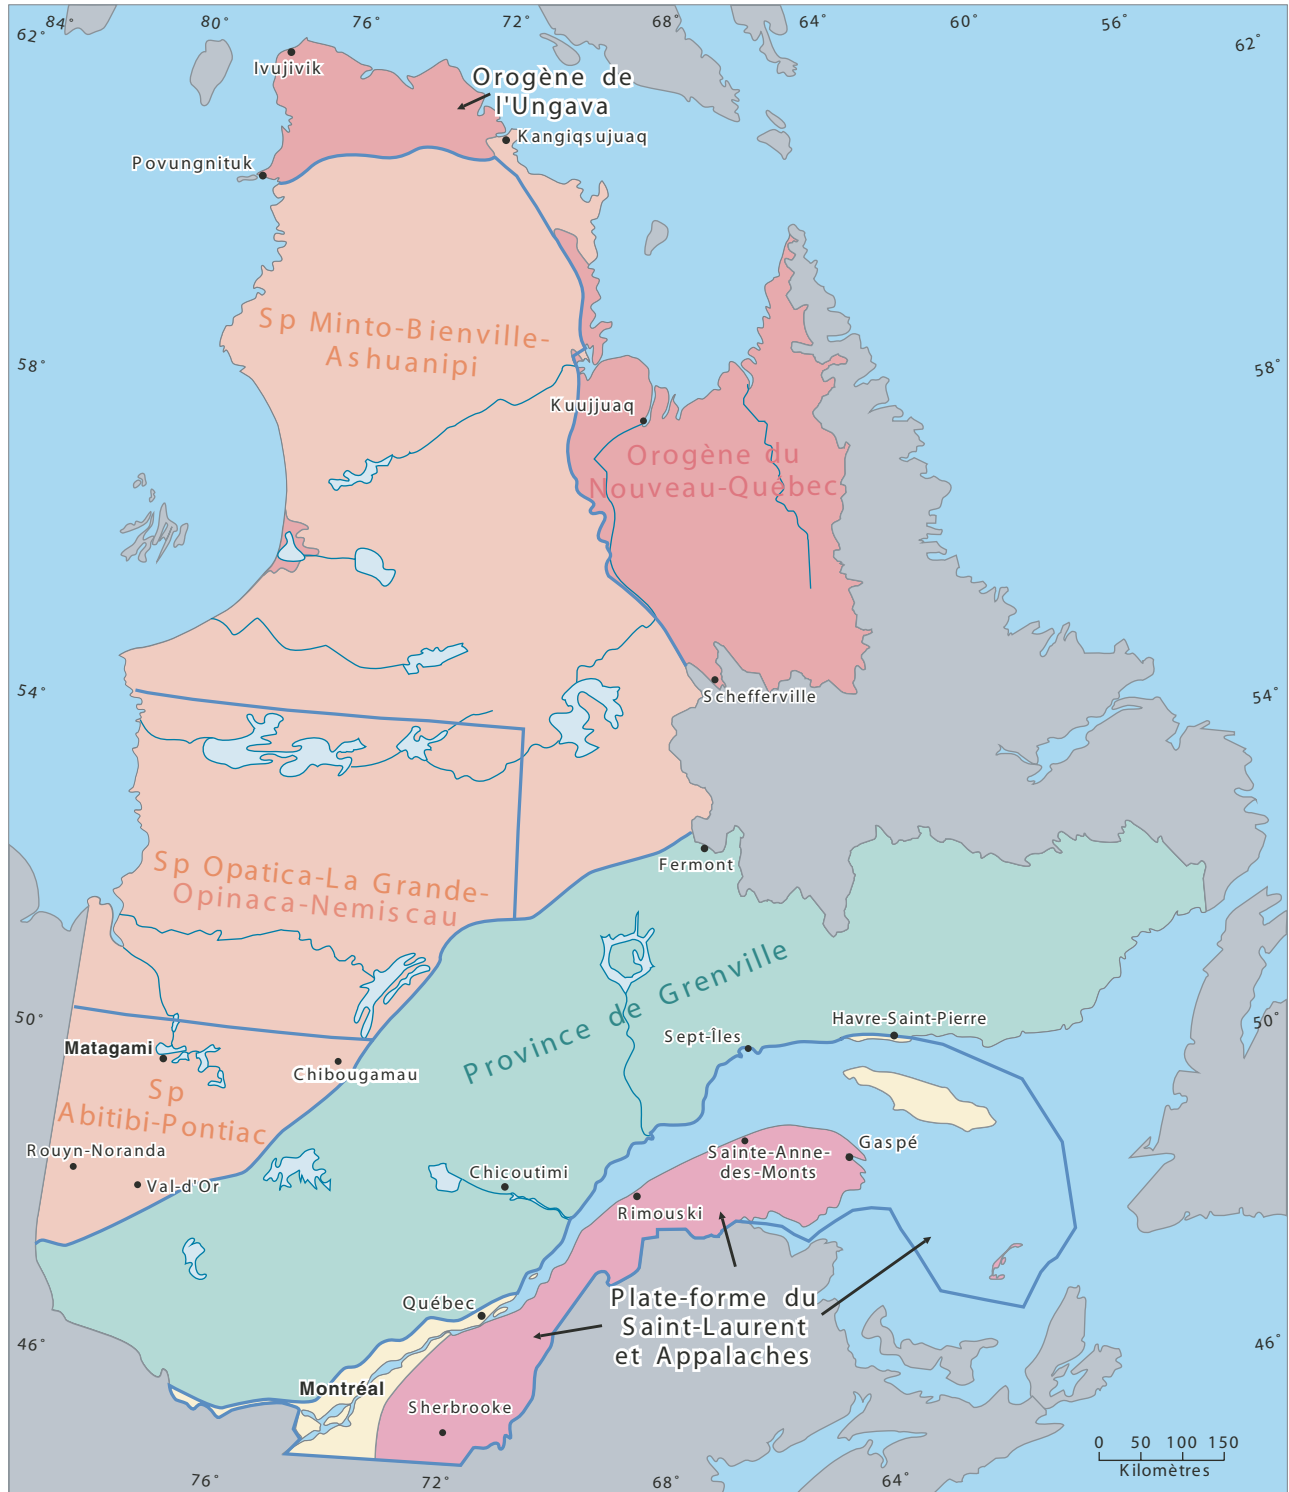 84°
80°
76°
72°
68°
64°
60°
56°
62°
62°
Ivujivik
Orogène de
l'Ungava
Kangiqsujuaq
Povungnituk
Sp Minto-Bienville-
Ashuanipi
58°
58°
Kuujjuaq
Orogène du
Nouveau-Québec
54°
54°
Schefferville
Sp Opatica-La Grande-
Opinaca-Nemiscau
Fermont
Province de Grenville
50°
50°
Havre-Saint-Pierre
Sept-Îles
Matagami
Chibougamau
Sp
Abitibi-Pontiac
Rouyn-Noranda
Val-d'Or
Chicoutimi
Sainte-Anne-
des-Monts
Gaspé
Rimouski
Plate-forme du
Saint-Laurent
et Appalaches
Québec
46°
46°
Montréal
Sherbrooke
0 50 100 150
Kilomètres
76°
72°
68°
64°